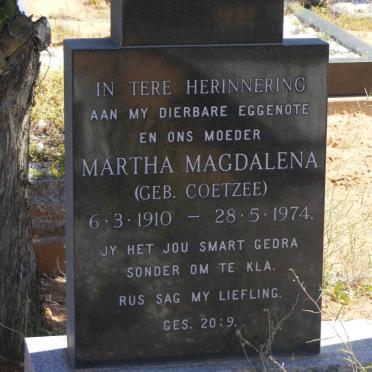 IN TERE HERINNERING
AAN MY DIERBARE EGGENOTE
EN ONS MOEDER
MARTHA MAGDALENA
(GEB. COETZEE)
6·3·1910 — 28·5·1974.
JY HET JOU SMART GEDRA
SONDER OM TE KLA.
RUS SAG MY LIEFLING.
GES. 20:9.